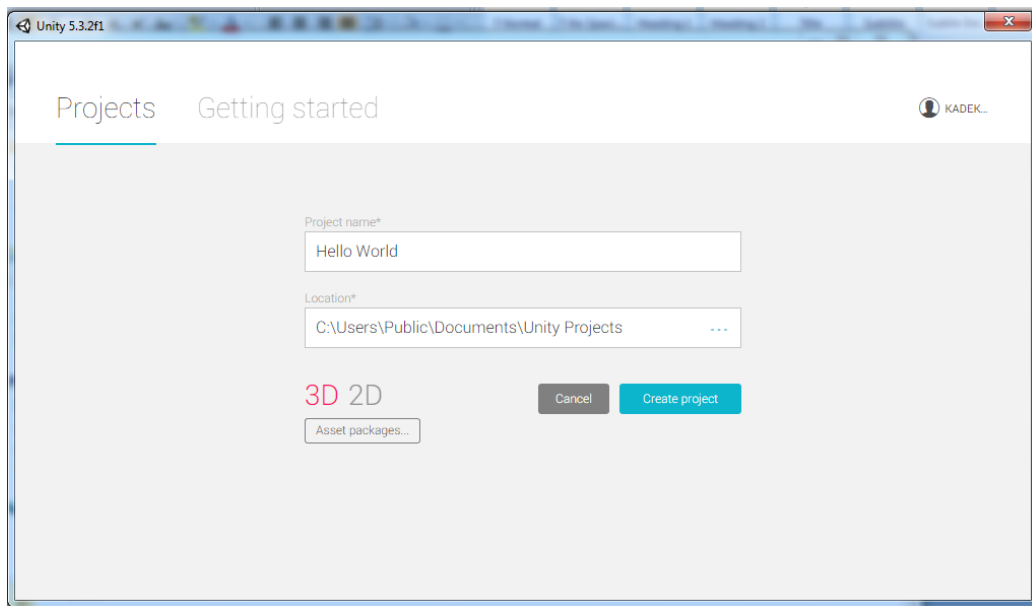 Unity 5.3.2f1
Projects Getting started KADEK...
Project name*
Hello World
Location*
C:\Users\Public\Documents\Unity Projects ...
3D 2D Cancel Create project
Asset packages...